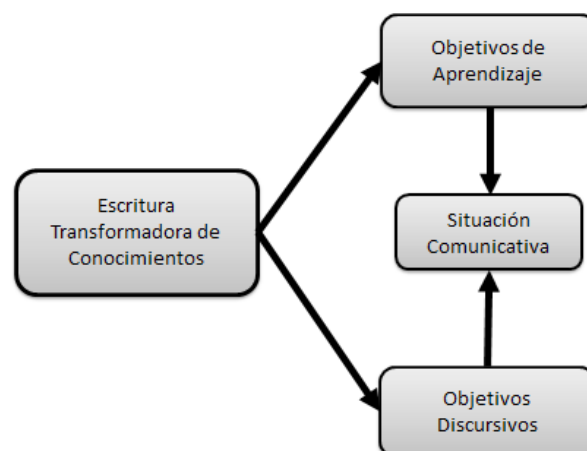 Objetivos de
Aprendizaje
Escritura
Transformadora de
Conocimientos
Situación
Comunicativa
Objetivos
Discursivos